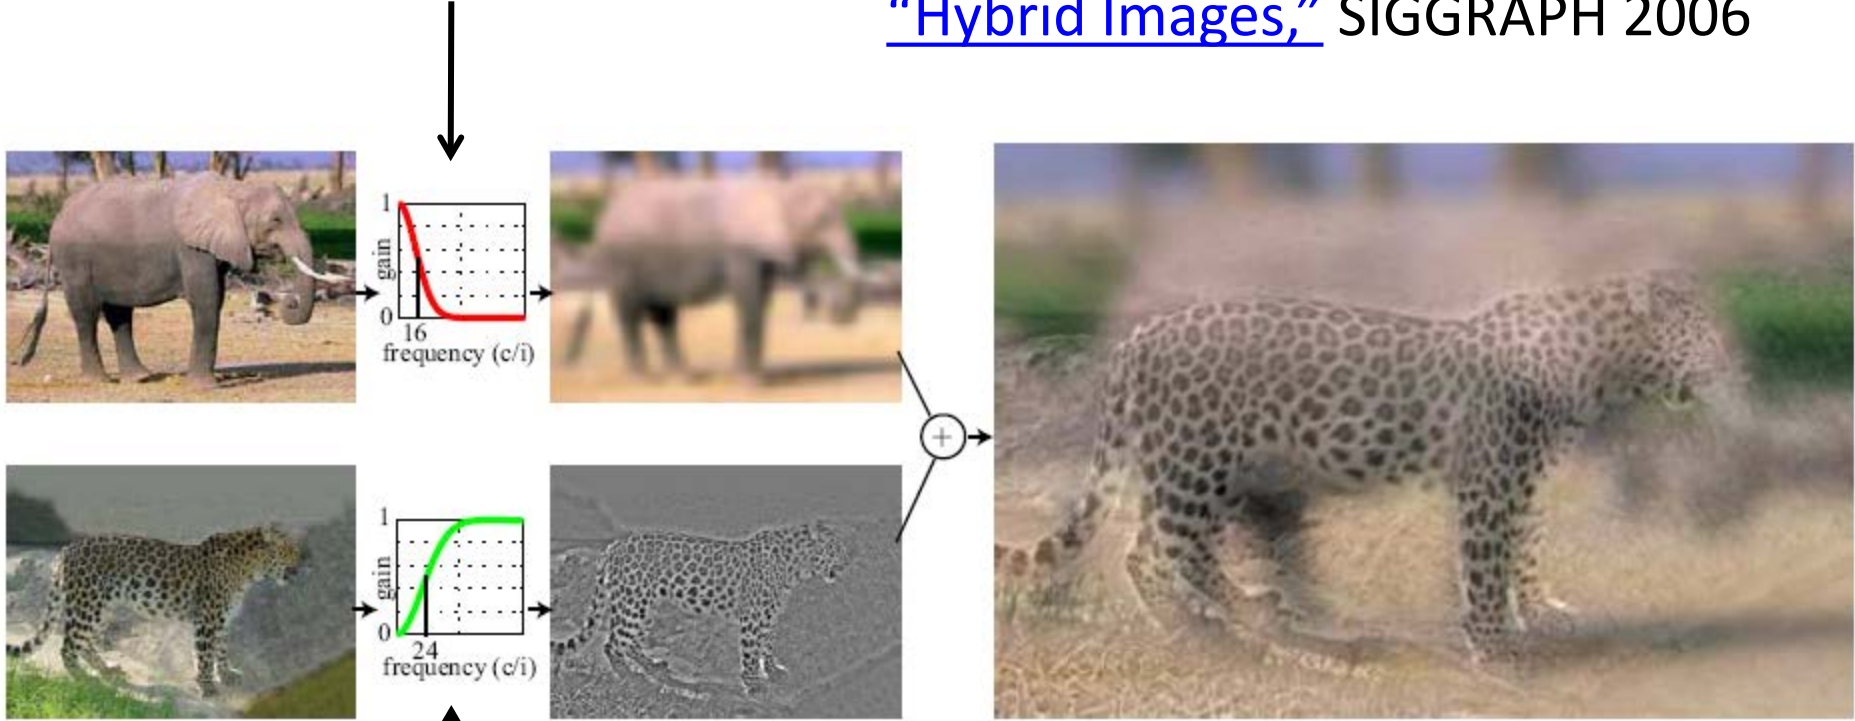 "Hybrid Images," SIGGRAPH 2006
1
gain
0
16
frequency (c/i)
+
1
gain
0
24
frequency (c/i)